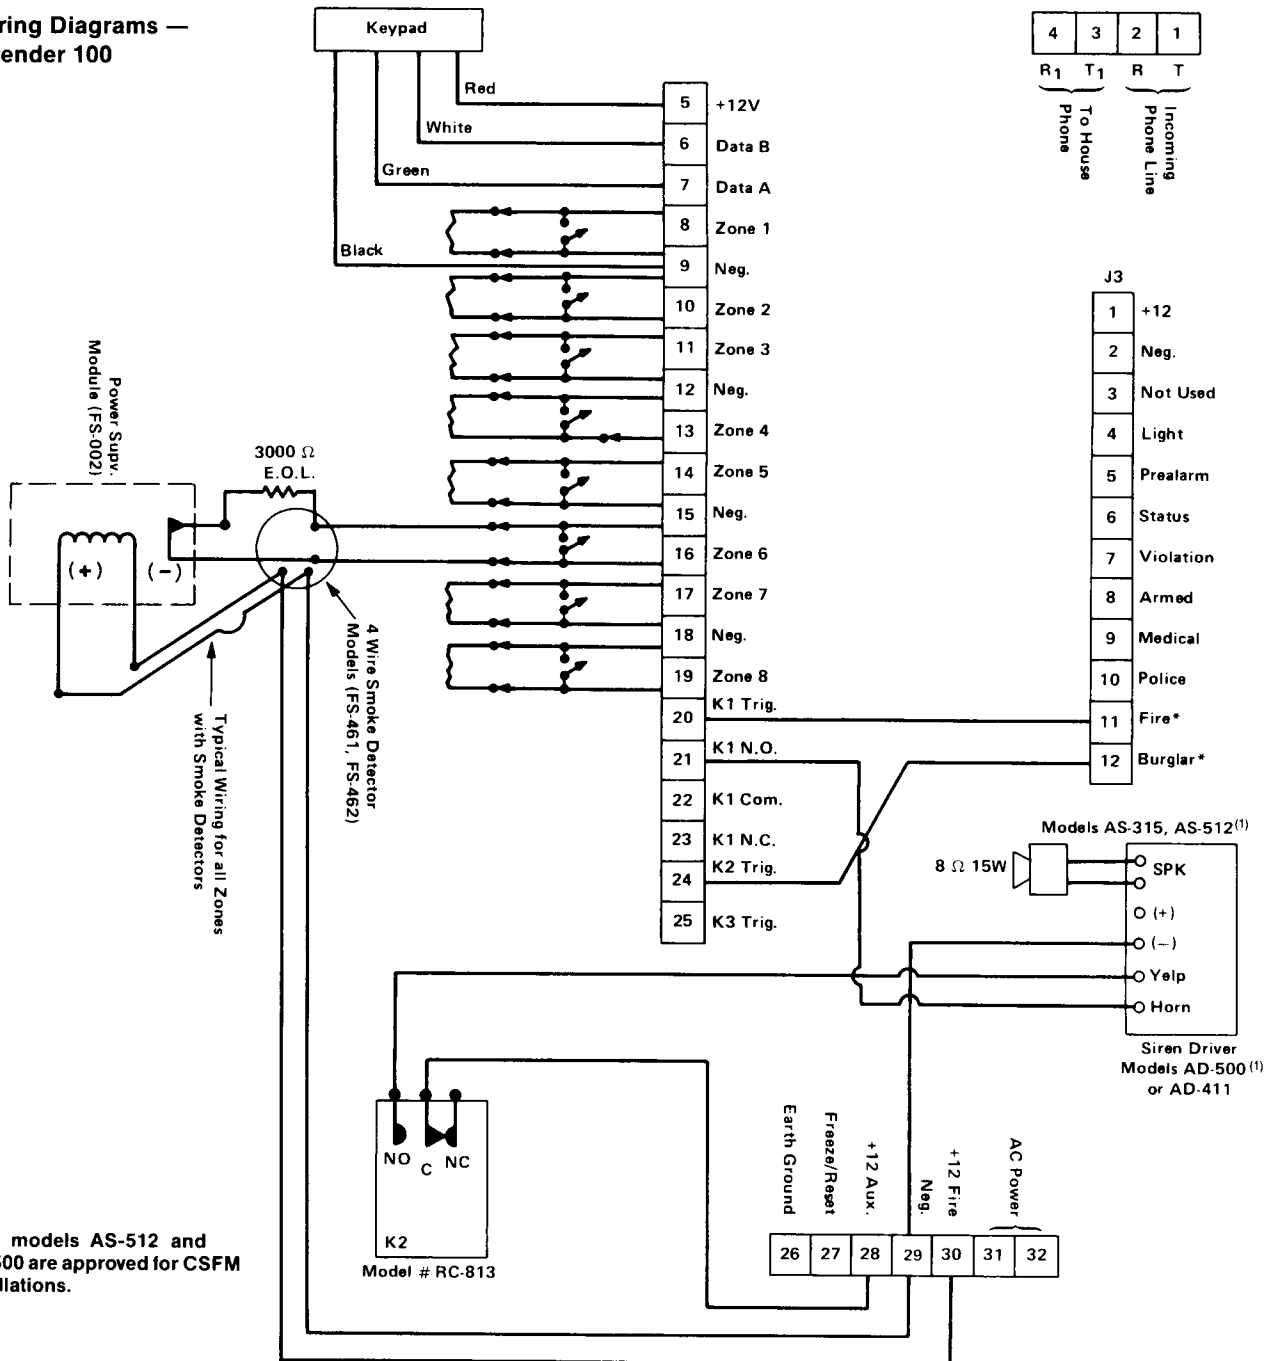 ring Diagrams —
ender 100
Keypad
Red
White
Green
Black
5 +12V
6 Data B
7 Data A
8 Zone 1
9 Neg.
10 Zone 2
11 Zone 3
12 Neg.
13 Zone 4
14 Zone 5
15 Neg.
16 Zone 6
17 Zone 7
18 Neg.
19 Zone 8
20 K1 Trig.
21 K1 N.O.
22 K1 Com.
23 K1 N.C.
24 K2 Trig.
25 K3 Trig.
4 3 2 1
R1 T1 R T
To House
Phone
Incoming
Phone Line
J3
1 +12
2 Neg.
3 Not Used
4 Light
5 Prealarm
6 Status
7 Violation
8 Armed
9 Medical
10 Police
11 Fire*
12 Burglar*
Power Supv.
Module (FS-002)
(+) (-)
3000 Ω
E.O.L.
4 Wire Smoke Detector
Models (FS-461, FS-462)
Typical Wiring for all Zones
with Smoke Detectors
Models AS-315, AS-512(1)
8 Ω 15W
SPK
(+)
(-)
Yelp
Horn
Siren Driver
Models AD-500(1)
or AD-411
NO C NC
K2
Model # RC-813
Earth Ground
Freeze/Reset
+12 Aux.
Neg.
+12 Fire
AC Power
26 27 28 29 30 31 32
models AS-512 and
500 are approved for CSFM
llations.